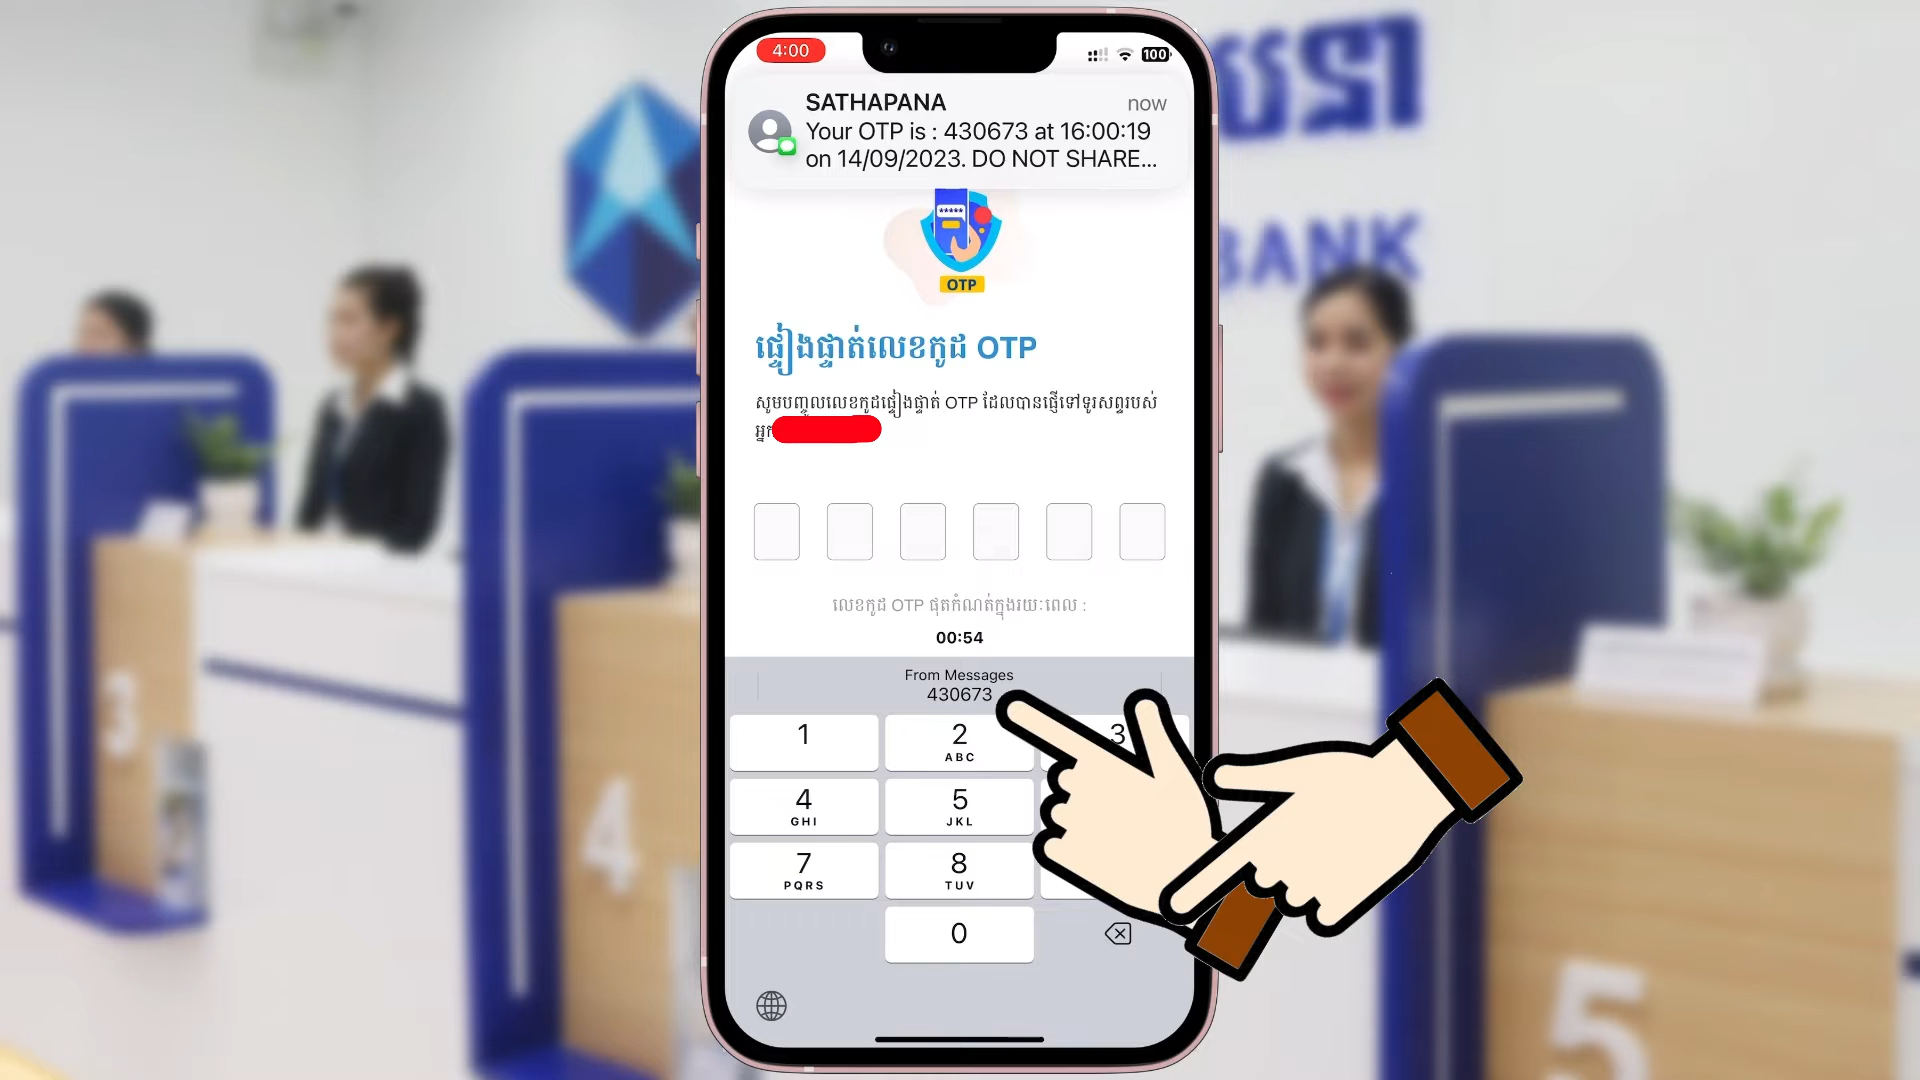 4:00
100
SATHAPANA
now
Your OTP is : 430673 at 16:00:19
on 14/09/2023. DO NOT SHARE...
*****
OTP
ផ្ទៀងផ្ទាត់លេខកូដ OTP
សូមបញ្ចូលលេខកូដផ្ទៀងផ្ទាត់ OTP ដែលបានផ្ញើទៅទូរសព្ទរបស់
លេខកូដ OTP ផុតកំណត់ក្នុងរយៈពេល :
00:54
From Messages
430673
1
2
ABC
3
4
GHI
5
JKL
7
PQRS
8
TUV
0
BANK
3
4
5